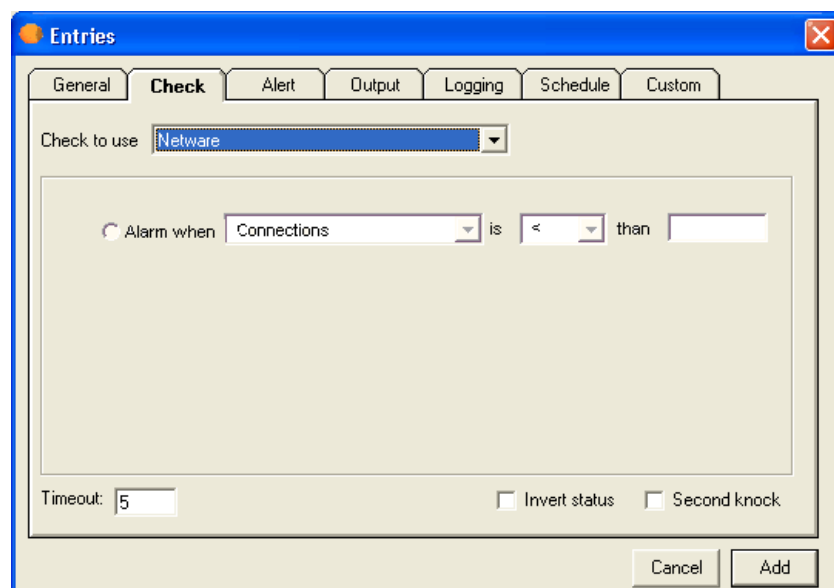 Entries
General Check Alert Output Logging Schedule Custom
Check to use Netware
Alarm when Connections is < than
Timeout: 5 Invert status Second knock
Cancel Add